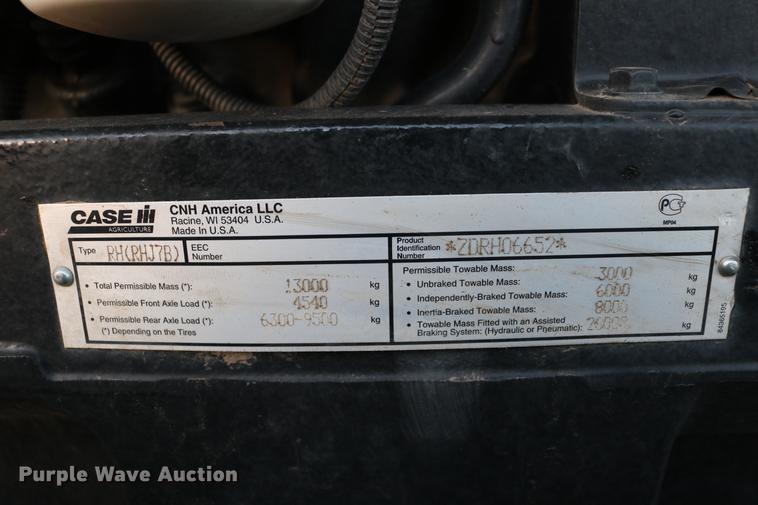 CASE IH
AGRICULTURE
CNH America LLC
Racine, WI 53404 U.S.A.
Made In U.S.A.
PCT
MP04
Type RH(RHJ7B)
EEC
Number
Product
Identification
Number
*ZDRH06652*
• Total Permissible Mass (*): 13000 kg
• Permissible Front Axle Load (*): 4540 kg
• Permissible Rear Axle Load (*): 6300-9500 kg
(*) Depending on the Tires
Permissible Towable Mass:
• Unbraked Towable Mass: 3000 kg
• Independently-Braked Towable Mass: 6000 kg
• Inertia-Braked Towable Mass: 8000 kg
• Towable Mass Fitted with an Assisted
Braking System: (Hydraulic or Pneumatic): kg
84365105
Purple Wave Auction